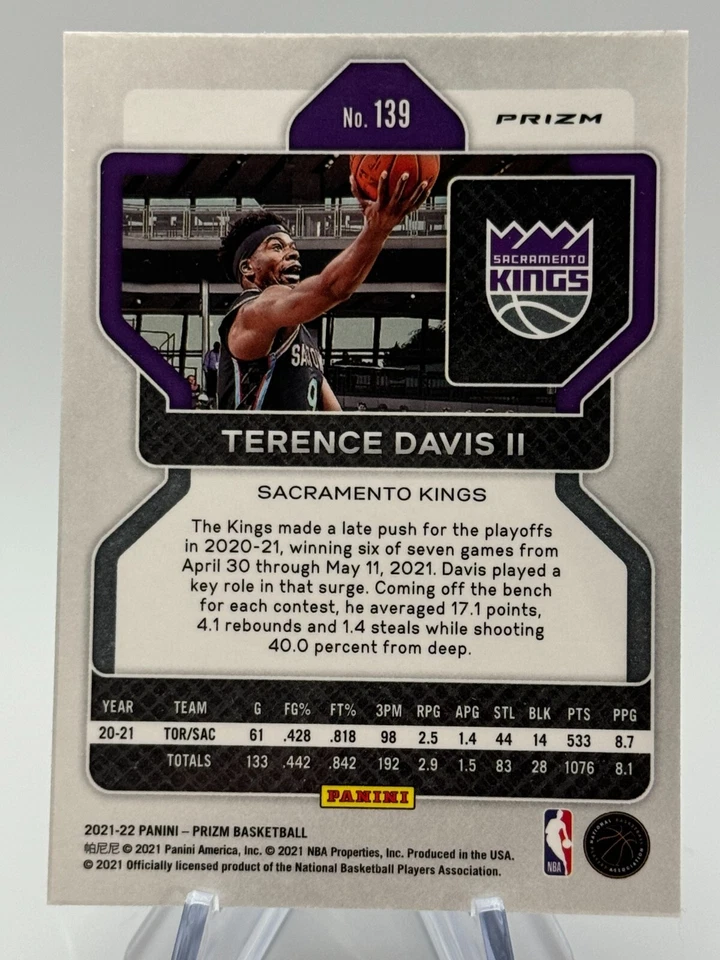 No. 139
PRIZM
SACRAMENTO
KINGS
SAC
9
TERENCE DAVIS II
SACRAMENTO KINGS
The Kings made a late push for the playoffs
in 2020-21, winning six of seven games from
April 30 through May 11, 2021. Davis played a
key role in that surge. Coming off the bench
for each contest, he averaged 17.1 points,
4.1 rebounds and 1.4 steals while shooting
40.0 percent from deep.
YEAR TEAM G FG% FT% 3PM RPG APG STL BLK PTS PPG
20-21 TOR/SAC 61 .428 .818 98 2.5 1.4 44 14 533 8.7
TOTALS 133 .442 .842 192 2.9 1.5 83 28 1076 8.1
PANINI
2021-22 PANINI – PRIZM BASKETBALL
帕尼尼 © 2021 Panini America, Inc. © 2021 NBA Properties, Inc. Produced in the USA.
© 2021 Officially licensed product of the National Basketball Players Association.
NBA
NATIONAL BASKETBALL PLAYERS ASSOCIATION